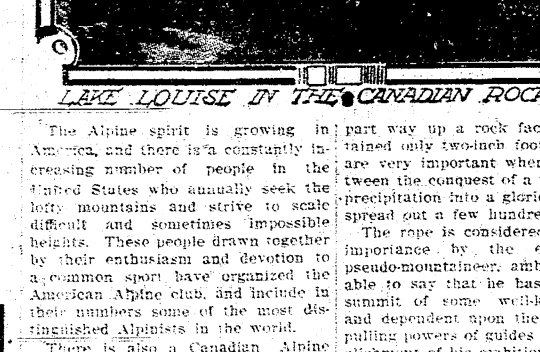 LAKE LOUISE IN THE CANADIAN ROC
The Alpine spirit is growing in
America, and there is a constantly in-
creasing number of people in the
United States who annually seek the
lofty mountains and strive to scale
difficult and sometimes impossible
heights. These people drawn together
by their enthusiasm and devotion to
a common sport have organized the
American Alpine club, and include in
their numbers some of the most dis-
tinguished Alpinists in the world.
There is also a Canadian Alpine
part way up a rock fac
tained only two-inch foo
are very important wher
tween the conquest of a
precipitation into a glori
spread out a few hundre
The rope is considered
importance by the e
pseudo-mountaineer, amb
able to say that he has
summit of some well-k
and dependent upon the
pulling powers of guides